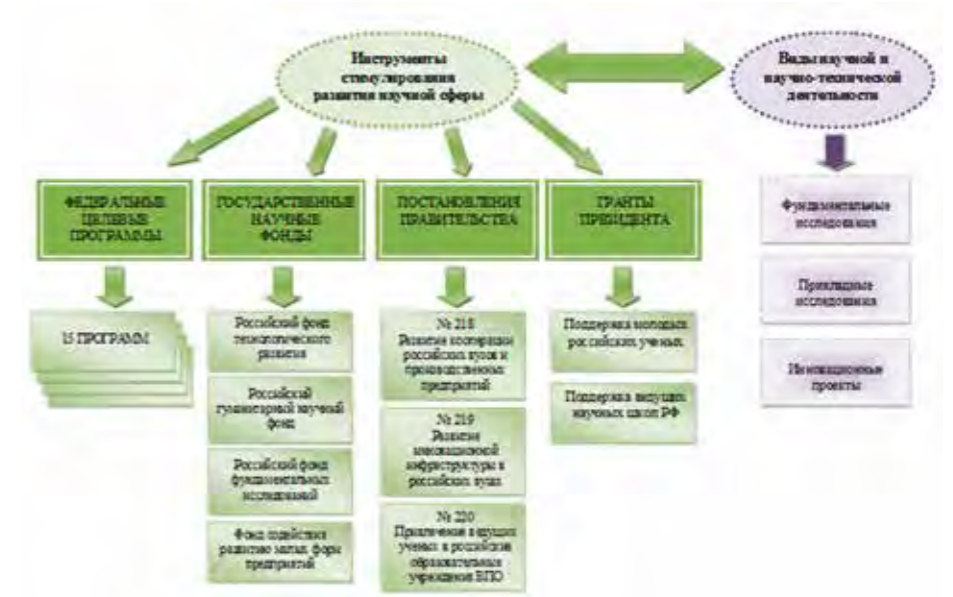 Инструменты
стимулирования
развития научной сферы
Виды научной и
научно-технической
деятельности
ФЕДЕРАЛЬНЫЕ
ЦЕЛЕВЫЕ
ПРОГРАММЫ
ГОСУДАРСТВЕННЫЕ
НАУЧНЫЕ
ФОНДЫ
ПОСТАНОВЛЕНИЯ
ПРАВИТЕЛЬСТВА
ГРАНТЫ
ПРЕЗИДЕНТА
15 ПРОГРАММ
Российский фонд
технологического
развития
Российский
гуманитарный научный
фонд
Российский фонд
фундаментальных
исследований
Фонд содействия
развитию малых форм
предприятий
№ 218
Развитие кооперации
российских вузов и
производственных
предприятий
№ 219
Развитие
инновационной
инфраструктуры в
российских вузах
№ 220
Привлечение ведущих
ученых в российские
образовательные
учреждения ВПО
Поддержка молодых
российских ученых
Поддержка ведущих
научных школ РФ
Фундаментальные
исследования
Прикладные
исследования
Инновационные
проекты